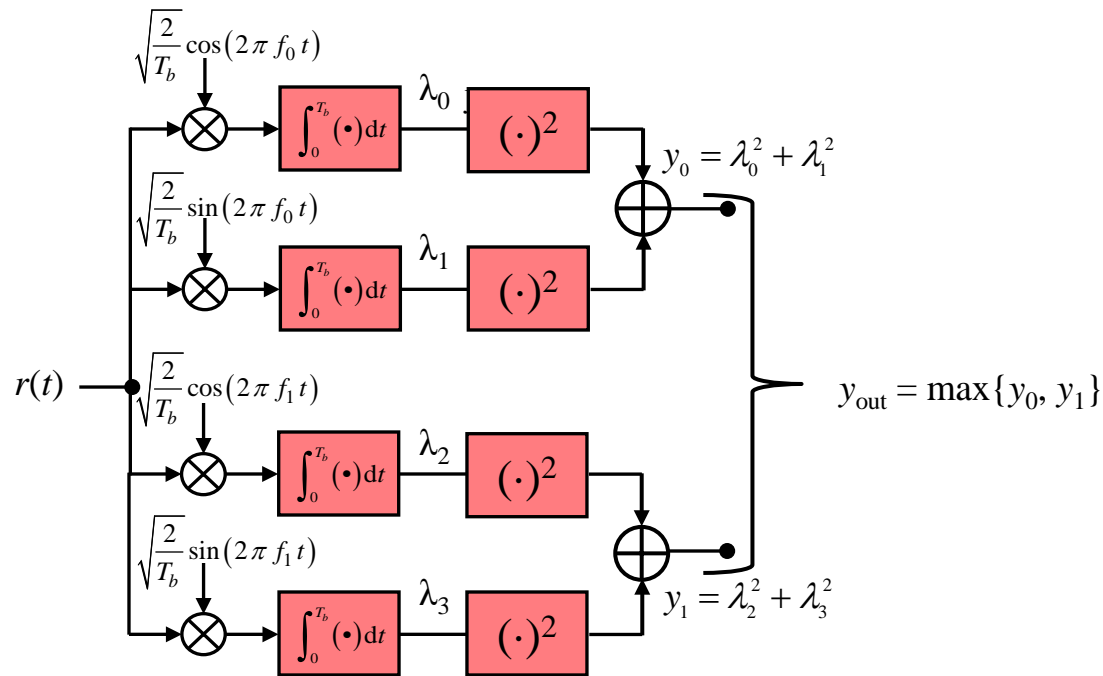 √(2/T_b) cos(2π f_0 t)
∫_0^{T_b} (•) dt
λ_0
(·)^2
y_0 = λ_0^2 + λ_1^2
√(2/T_b) sin(2π f_0 t)
∫_0^{T_b} (•) dt
λ_1
(·)^2
r(t)
y_out = max{y_0, y_1}
√(2/T_b) cos(2π f_1 t)
∫_0^{T_b} (•) dt
λ_2
(·)^2
√(2/T_b) sin(2π f_1 t)
∫_0^{T_b} (•) dt
λ_3
(·)^2
y_1 = λ_2^2 + λ_3^2